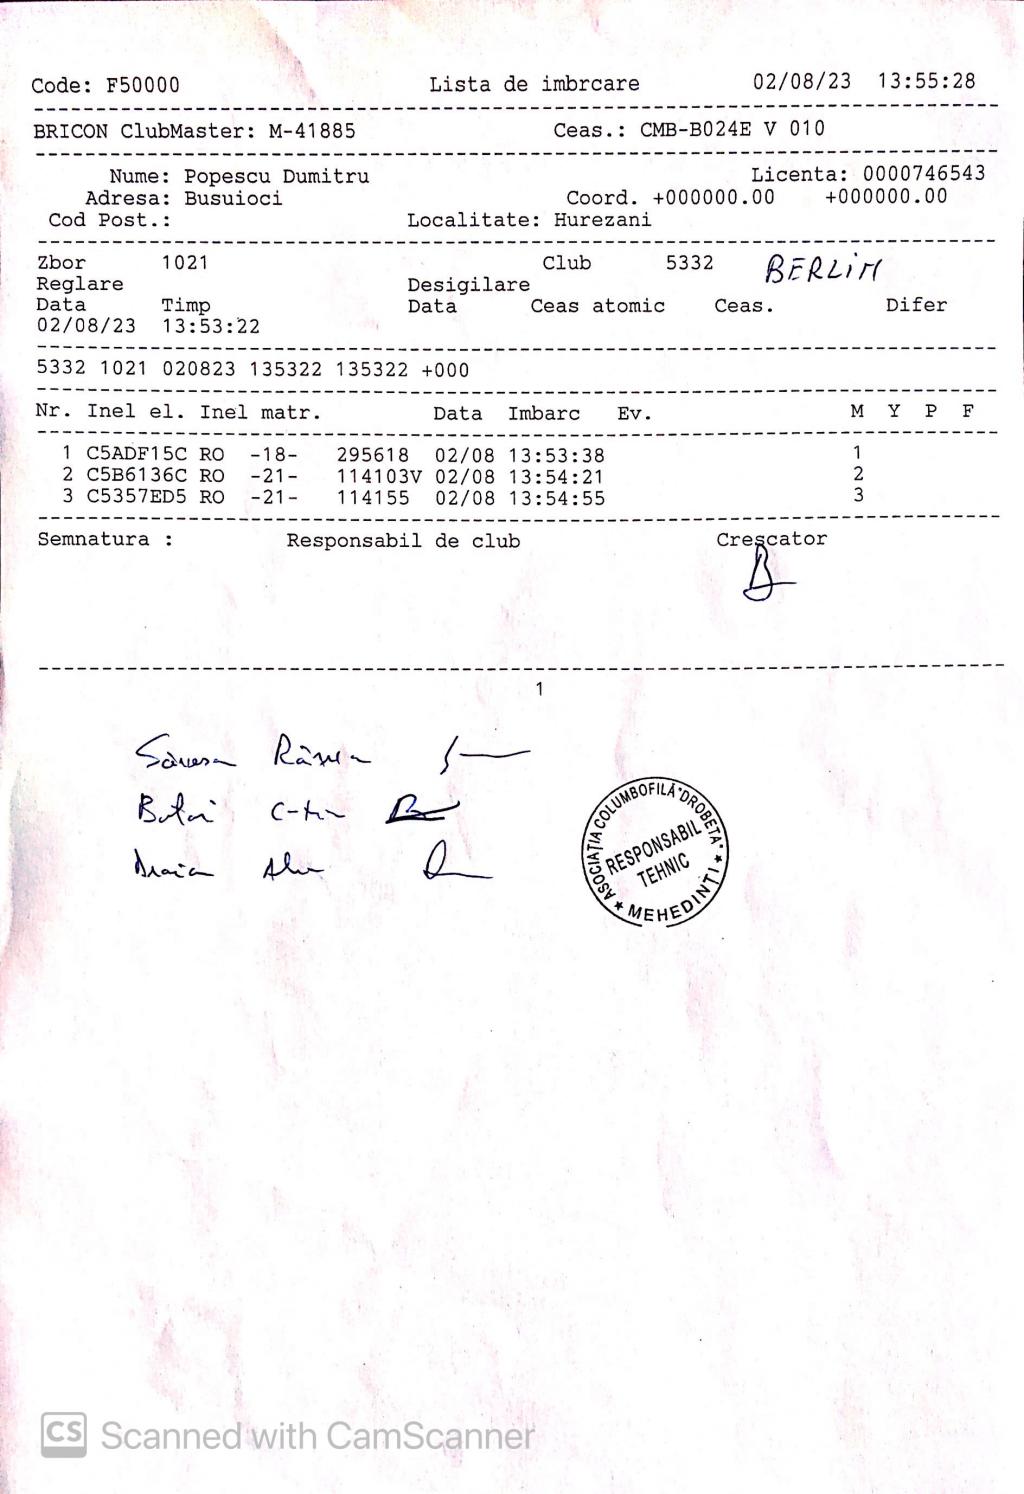 Code: F50000 Lista de imbrcare 02/08/23 13:55:28
BRICON ClubMaster: M-41885 Ceas.: CMB-B024E V 010
Nume: Popescu Dumitru Licenta: 0000746543
Adresa: Busuioci Coord. +000000.00 +000000.00
Cod Post.: Localitate: Hurezani
Zbor 1021 Club 5332 BERLIN
Reglare Desigilare
Data Timp Data Ceas atomic Ceas. Difer
02/08/23 13:53:22
5332 1021 020823 135322 135322 +000
Nr. Inel el. Inel matr. Data Imbarc Ev. M Y P F
1 C5ADF15C RO -18- 295618 02/08 13:53:38 1
2 C5B6136C RO -21- 114103V 02/08 13:54:21 2
3 C5357ED5 RO -21- 114155 02/08 13:54:55 3
Semnatura : Responsabil de club Crescator
1
C-tin
ASOCIAȚIA COLUMBOFILĂ "DROBETA"
RESPONSABIL
TEHNIC
★ MEHEDINȚI ★
CS Scanned with CamScanner